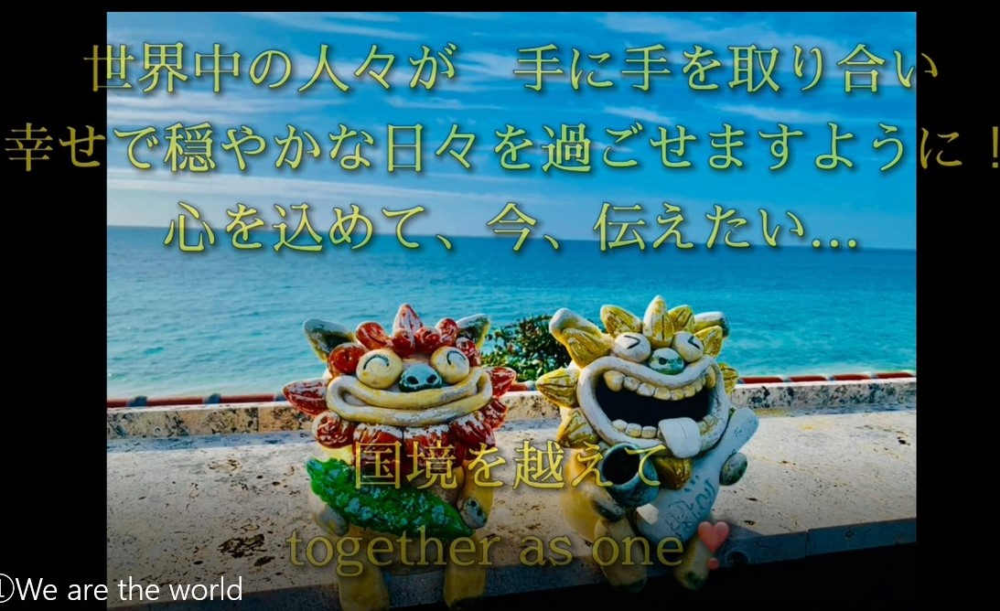 世界中の人々が　手に手を取り合い
幸せで穏やかな日々を過ごせますように！
心を込めて、今、伝えたい...
国境を越えて
together as one
①We are the world